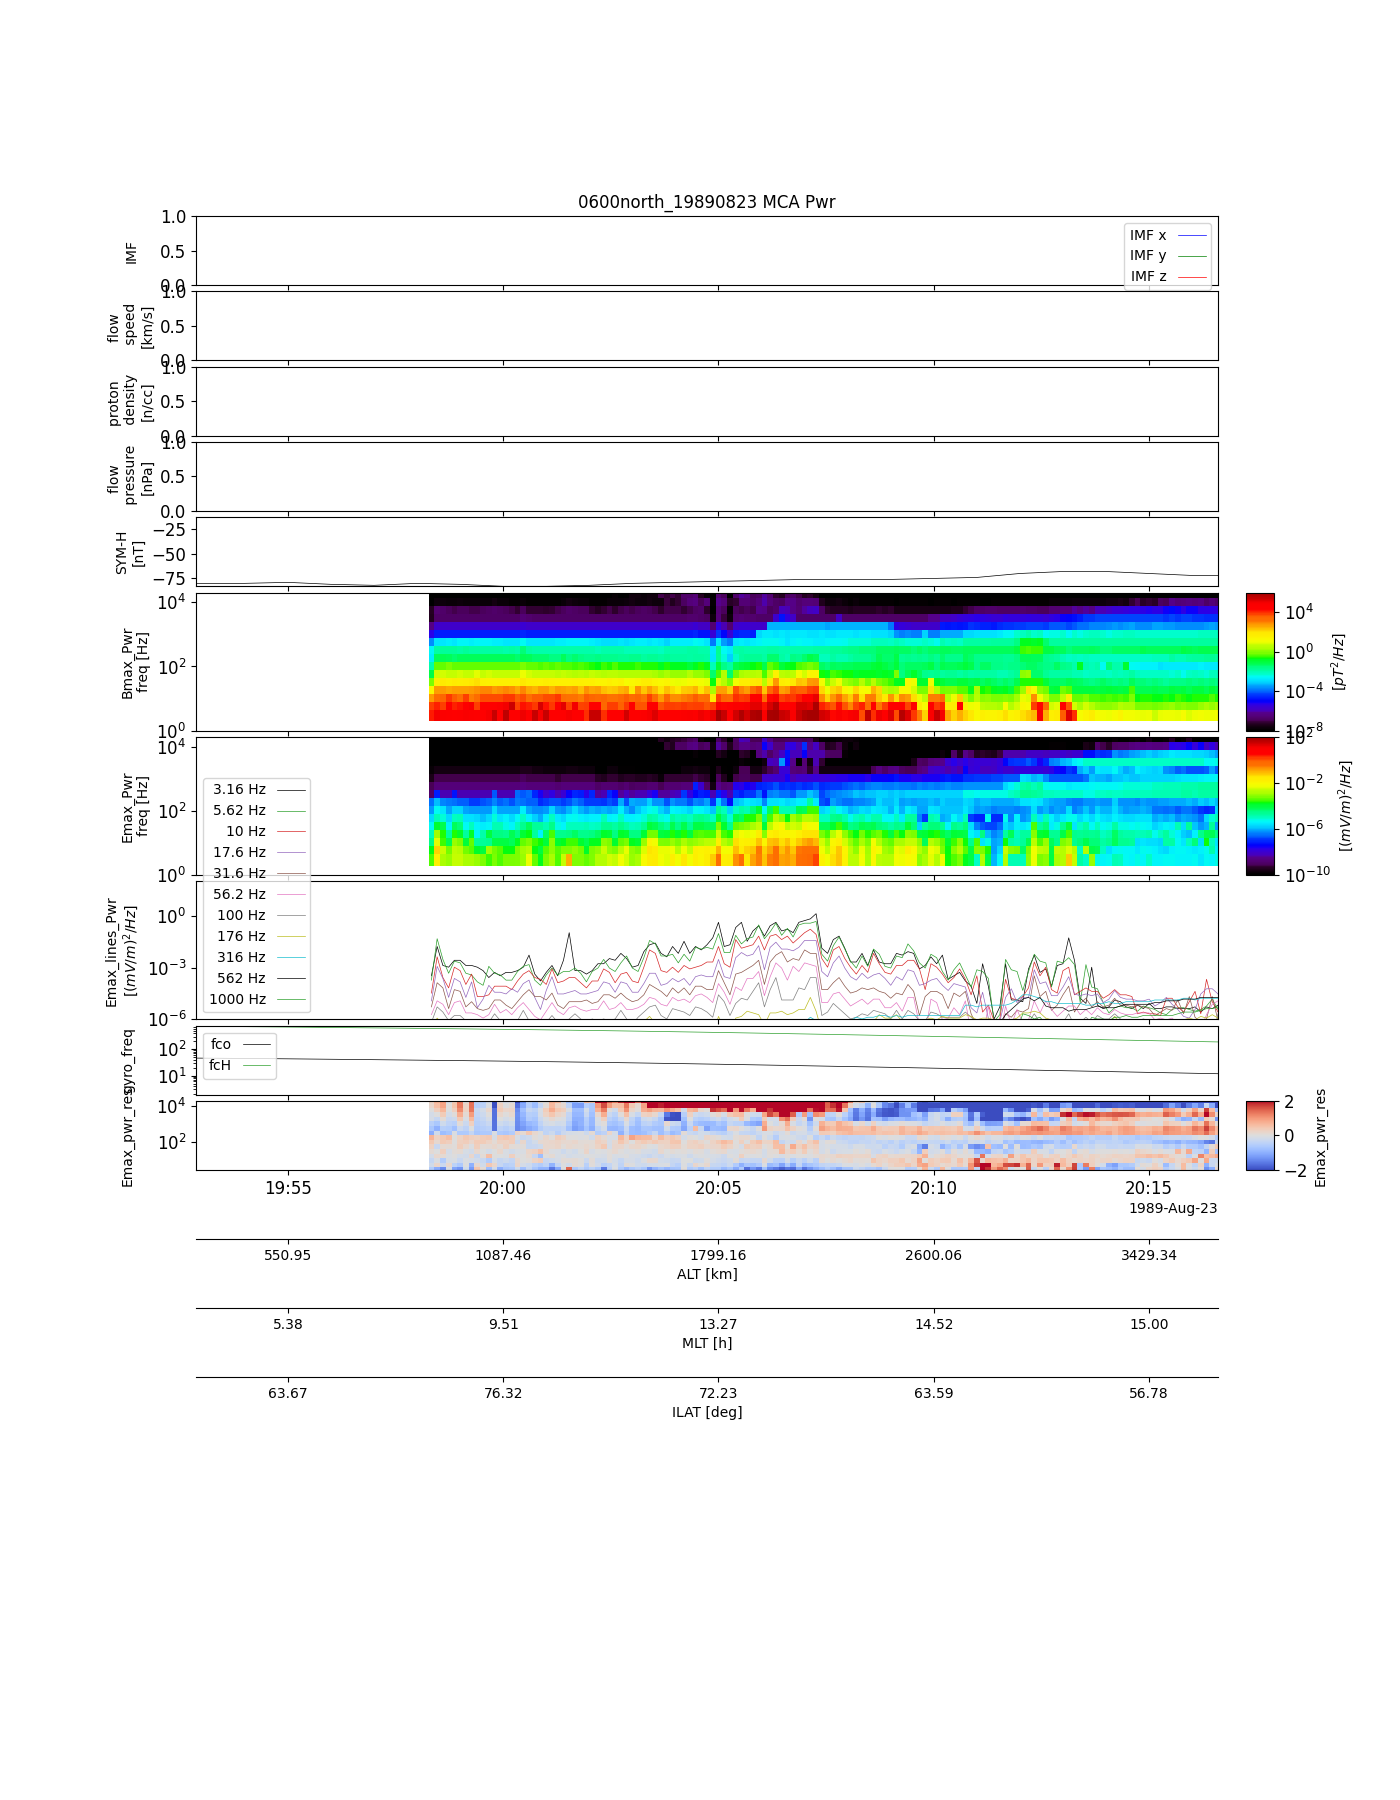 0600north_19890823 MCA Pwr
1.0
0.5
0.0
IMF
IMF x
IMF y
IMF z
1.0
0.5
0.0
flow
speed
[km/s]
1.0
0.5
0.0
proton
density
[n/cc]
1.0
0.5
0.0
flow
pressure
[nPa]
−25
−50
−75
SYM-H
[nT]
10^4
10^2
10^0
Bmax_Pwr
freq [Hz]
10^4
10^0
10^−4
10^−8
[pT^2/Hz]
10^4
10^2
10^0
Emax_Pwr
freq [Hz]
10^2
10^−2
10^−6
10^−10
[(mV/m)^2/Hz]
3.16 Hz
5.62 Hz
10 Hz
17.6 Hz
31.6 Hz
56.2 Hz
100 Hz
176 Hz
316 Hz
562 Hz
1000 Hz
10^0
10^−3
10^−6
Emax_lines_Pwr
[(mV/m)^2/Hz]
10^2
10^1
gyro_freq
fco
fcH
10^4
10^2
Emax_pwr_res
2
0
−2
Emax_pwr_res
19:55 20:00 20:05 20:10 20:15
1989-Aug-23
550.95 1087.46 1799.16 2600.06 3429.34
ALT [km]
5.38 9.51 13.27 14.52 15.00
MLT [h]
63.67 76.32 72.23 63.59 56.78
ILAT [deg]